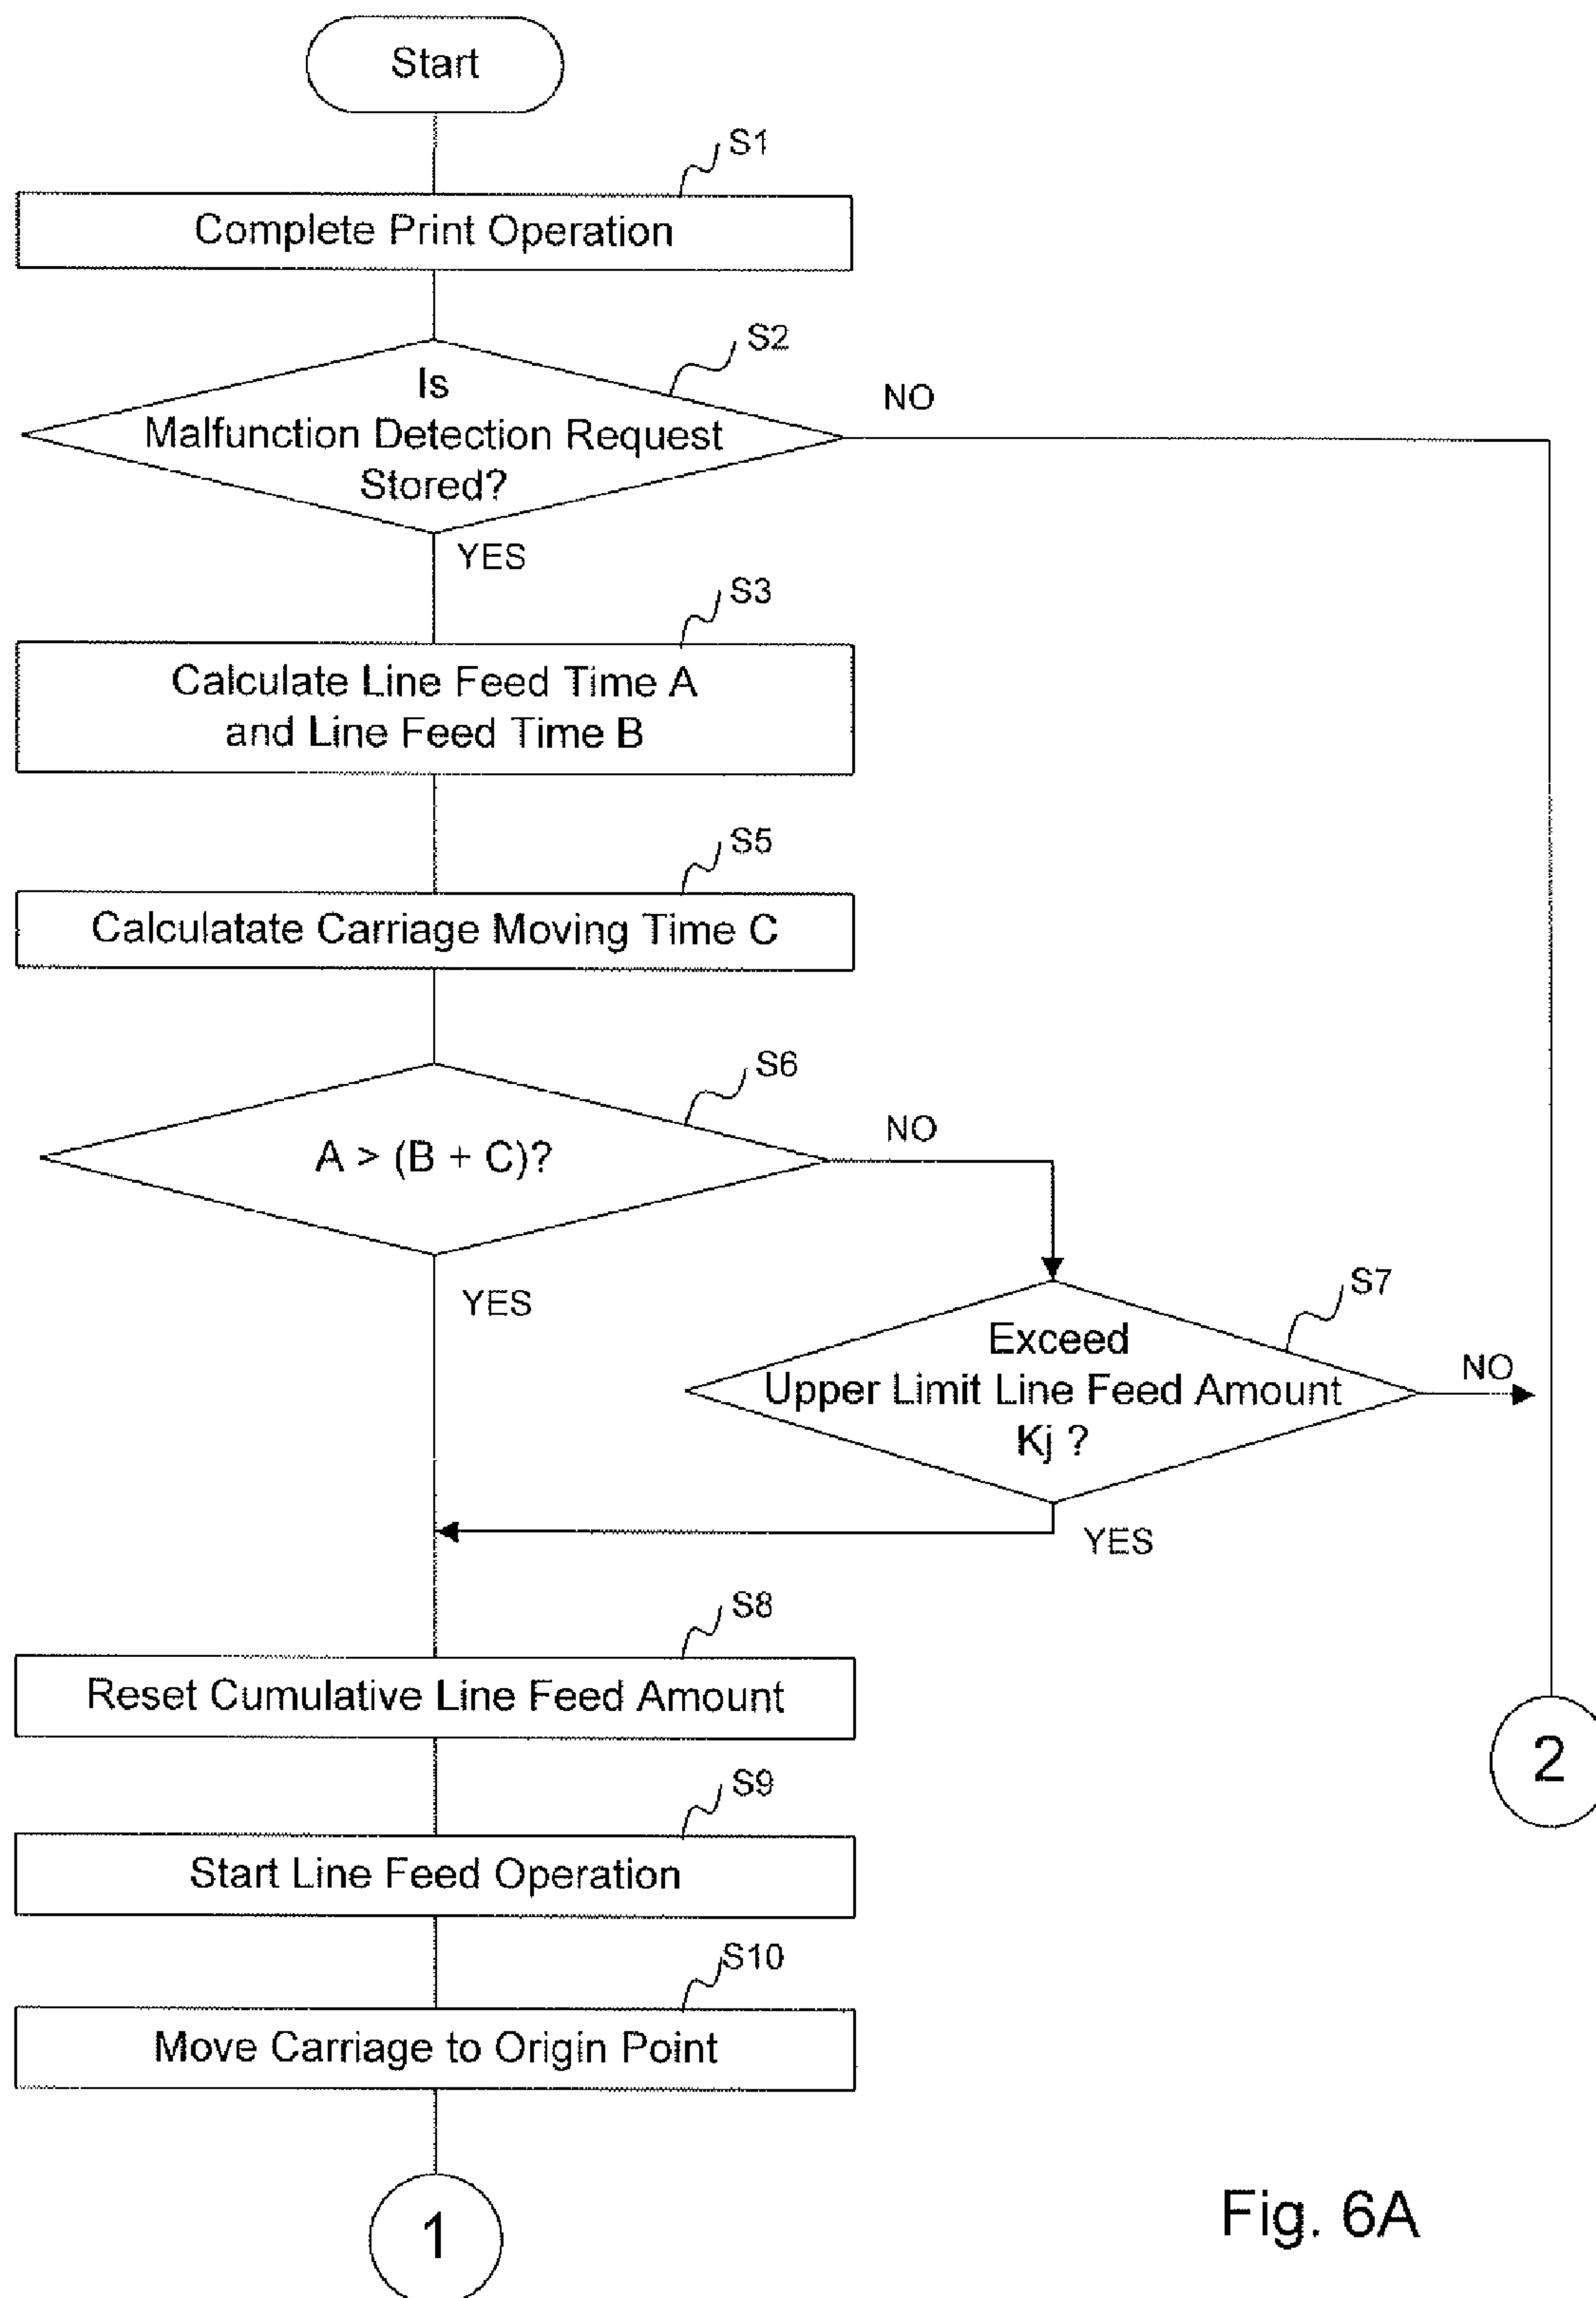 Start
S1
Complete Print Operation
S2
Is
Malfunction Detection Request
Stored?
NO
YES
S3
Calculate Line Feed Time A
and Line Feed Time B
S5
Calculatate Carriage Moving Time C
S6
A > (B + C)?
NO
YES
S7
Exceed
Upper Limit Line Feed Amount
Kj ?
NO
YES
S8
Reset Cumulative Line Feed Amount
2
S9
Start Line Feed Operation
S10
Move Carriage to Origin Point
1
Fig. 6A